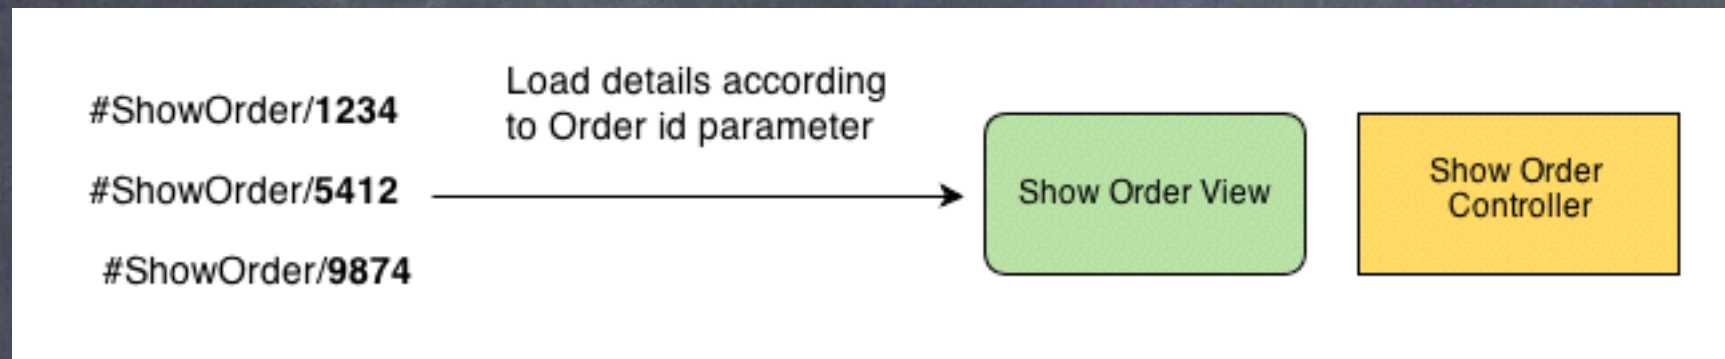 #ShowOrder/1234
#ShowOrder/5412
#ShowOrder/9874
Load details according
to Order id parameter
Show Order View
Show Order
Controller